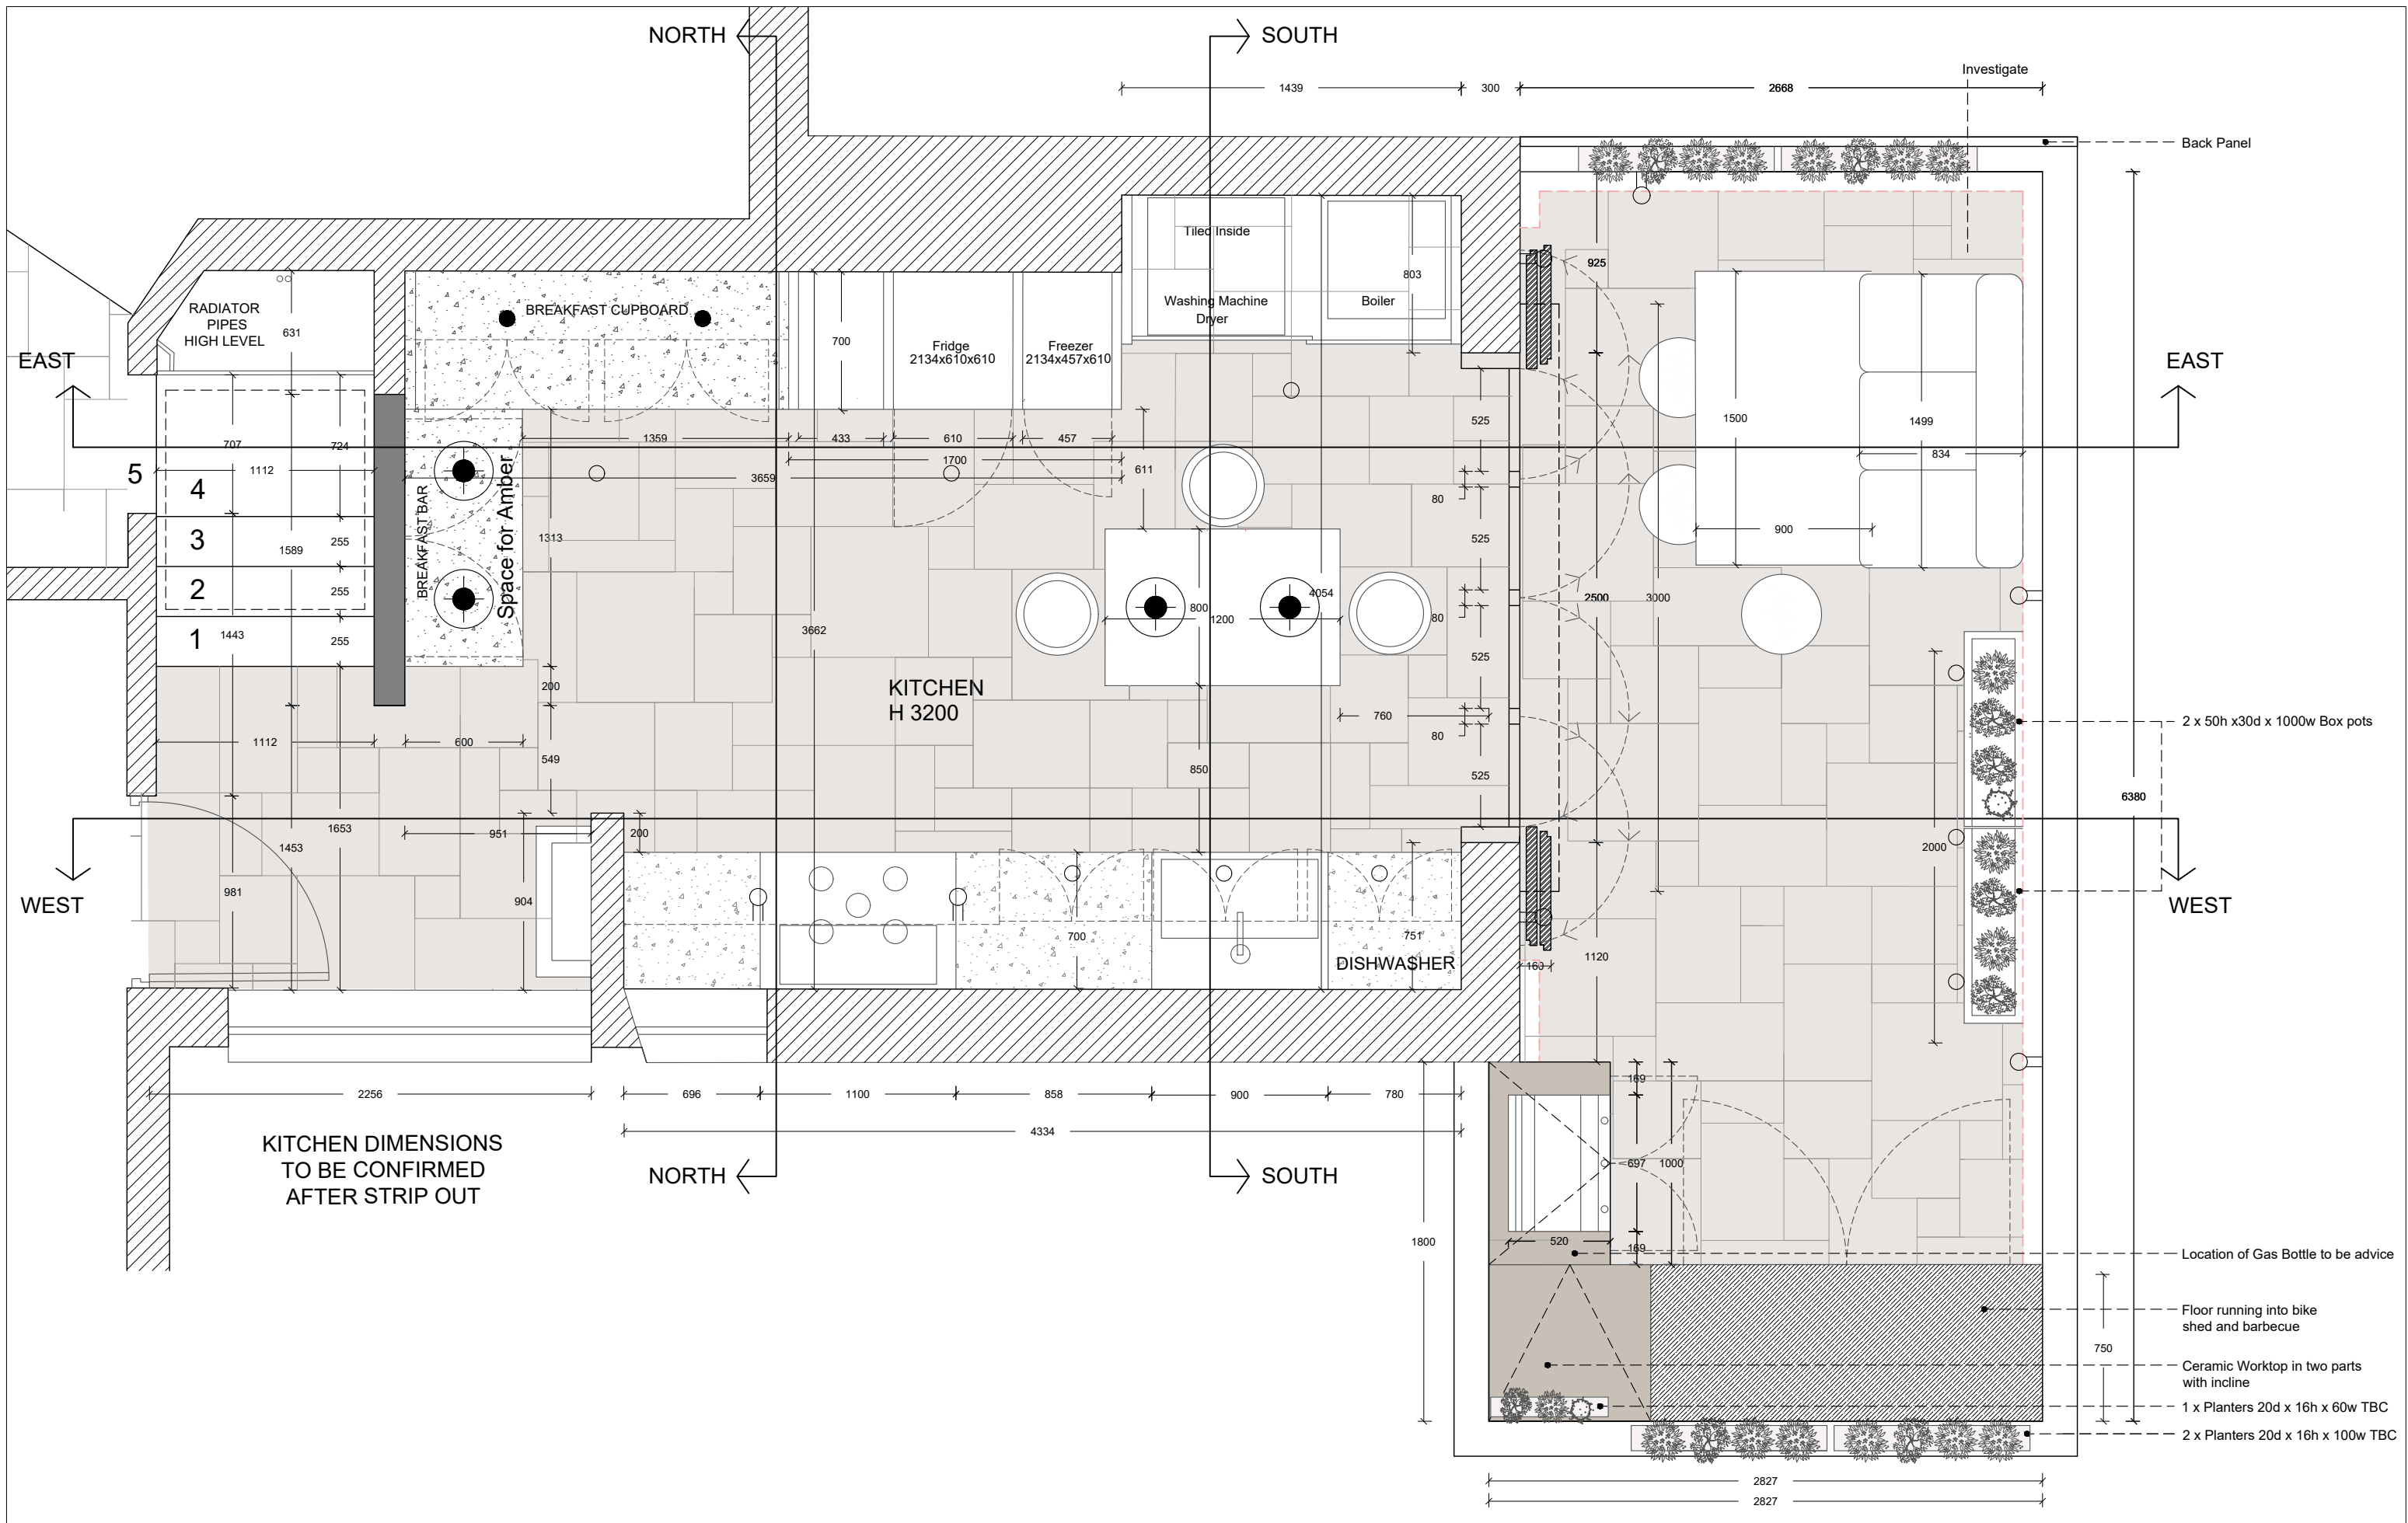 NORTH
SOUTH
Investigate
1439
300
2668
Back Panel
Tiled Inside
803
Washing Machine
Dryer
Boiler
925
RADIATOR
PIPES
HIGH LEVEL
631
BREAKFAST CUPBOARD
700
Fridge
2134x610x610
Freezer
2134x457x610
EAST
EAST
1500
1499
525
707
724
1359
433
610
457
1700
3659
611
834
5
1112
4
80
BREAKFAST BAR
Space for Amber
900
3
255
1589
1313
525
2
255
800
4054
2500
3000
1
1443
255
1200
80
3662
525
200
KITCHEN
H 3200
760
2 x 50h x30d x 1000w Box pots
1112
600
549
80
850
525
6380
1653
951
200
1453
2000
981
904
WEST
WEST
700
751
DISHWASHER
1120
163
2256
696
1100
858
900
780
169
4334
KITCHEN DIMENSIONS
TO BE CONFIRMED
AFTER STRIP OUT
NORTH
SOUTH
697
1000
1800
520
169
Location of Gas Bottle to be advice
Floor running into bike
shed and barbecue
750
Ceramic Worktop in two parts
with incline
1 x Planters 20d x 16h x 60w TBC
2 x Planters 20d x 16h x 100w TBC
2827
2827